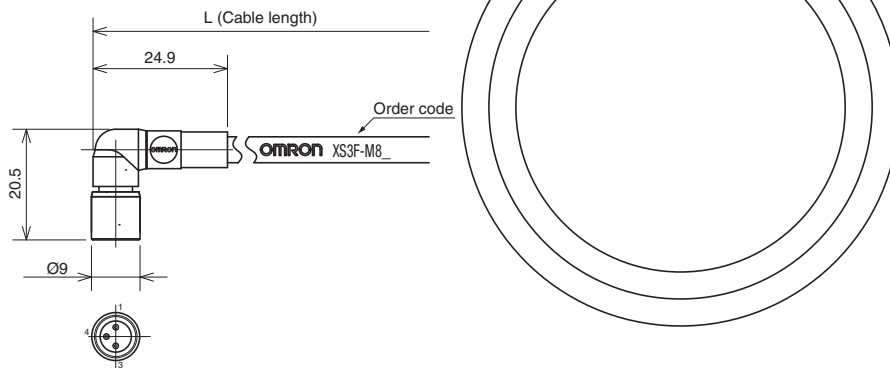 L (Cable length)
24.9
Order code
OMRON
OMRON XS3F-M8_
20.5
Ø9
1
4
3